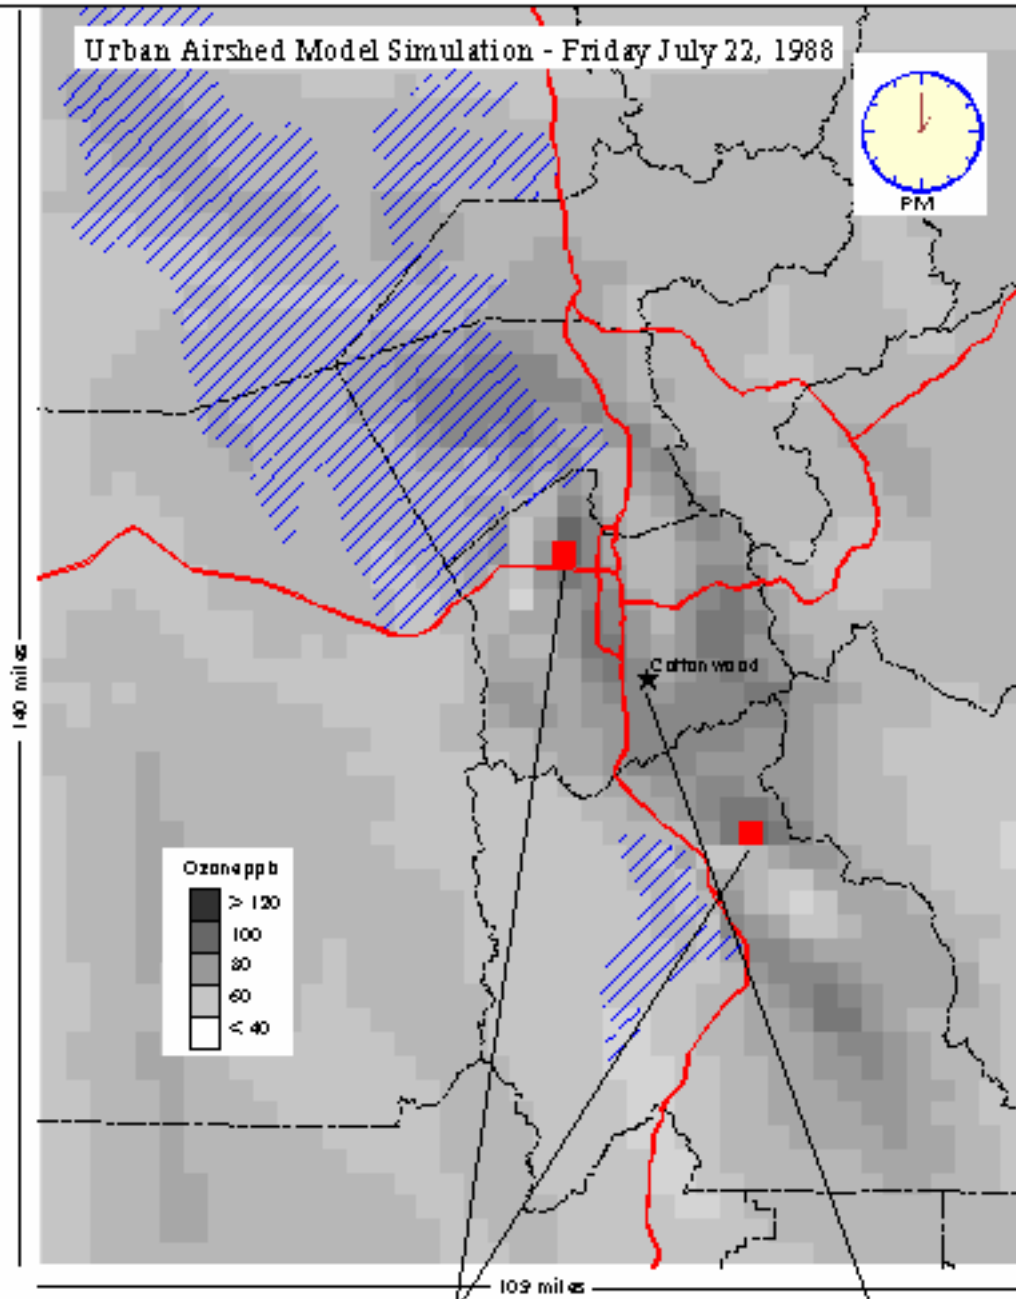 Urban Airshed Model Simulation - Friday July 22, 1988
PM
Cottonwood
140 miles
Ozone ppb
> 120
100
80
60
< 40
109 miles